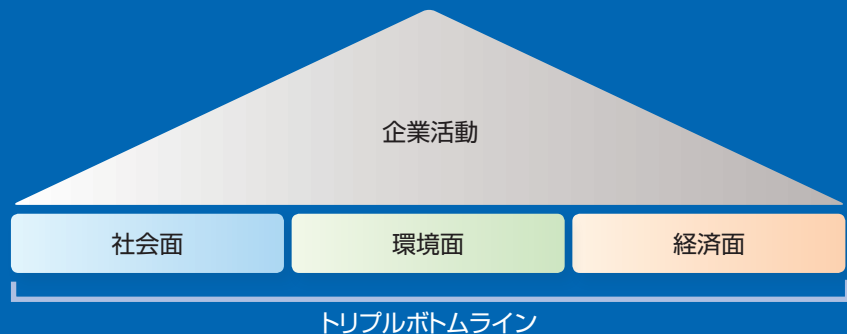 企業活動
社会面
環境面
経済面
トリプルボトムライン